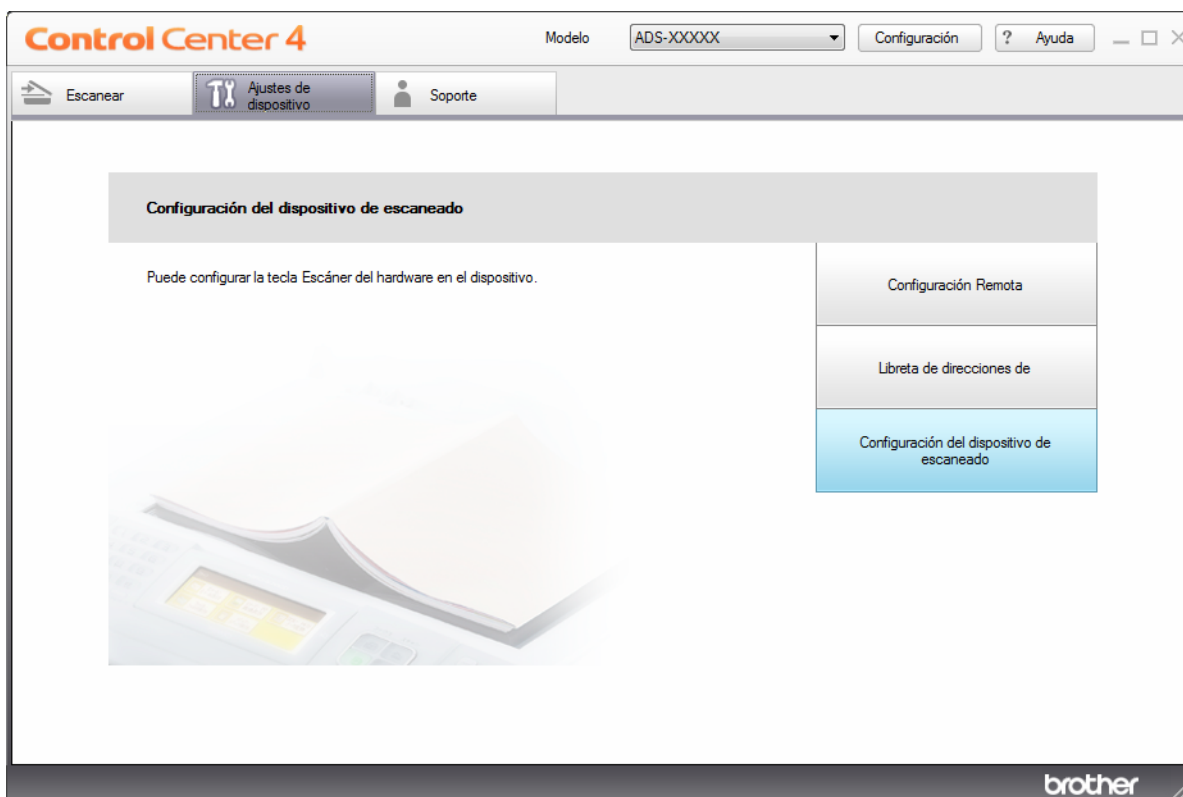 Control Center 4
Modelo
ADS-XXXXX
Configuración
? Ayuda
Escanear
Ajustes de
dispositivo
Soporte
Configuración del dispositivo de escaneado
Puede configurar la tecla Escáner del hardware en el dispositivo.
Configuración Remota
Libreta de direcciones de
Configuración del dispositivo de
escaneado
brother